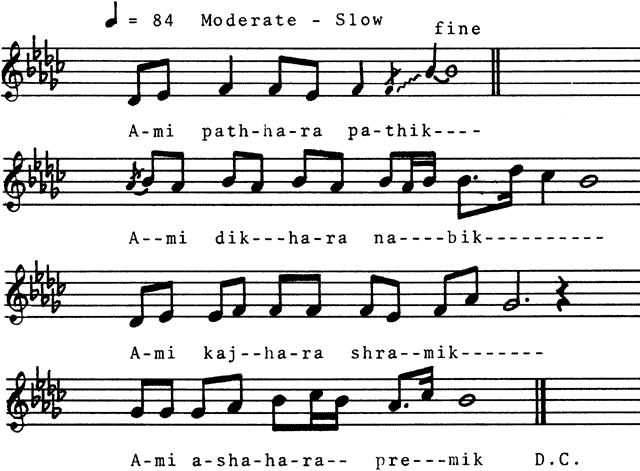 ♩ = 84 Moderate - Slow
fine
A-mi path-ha-ra pa-thik----
A--mi dik---ha-ra na----bik----------
A-mi kaj--ha-ra shra--mik-------
A-mi a-sha-ha-ra-- pre---mik D.C.